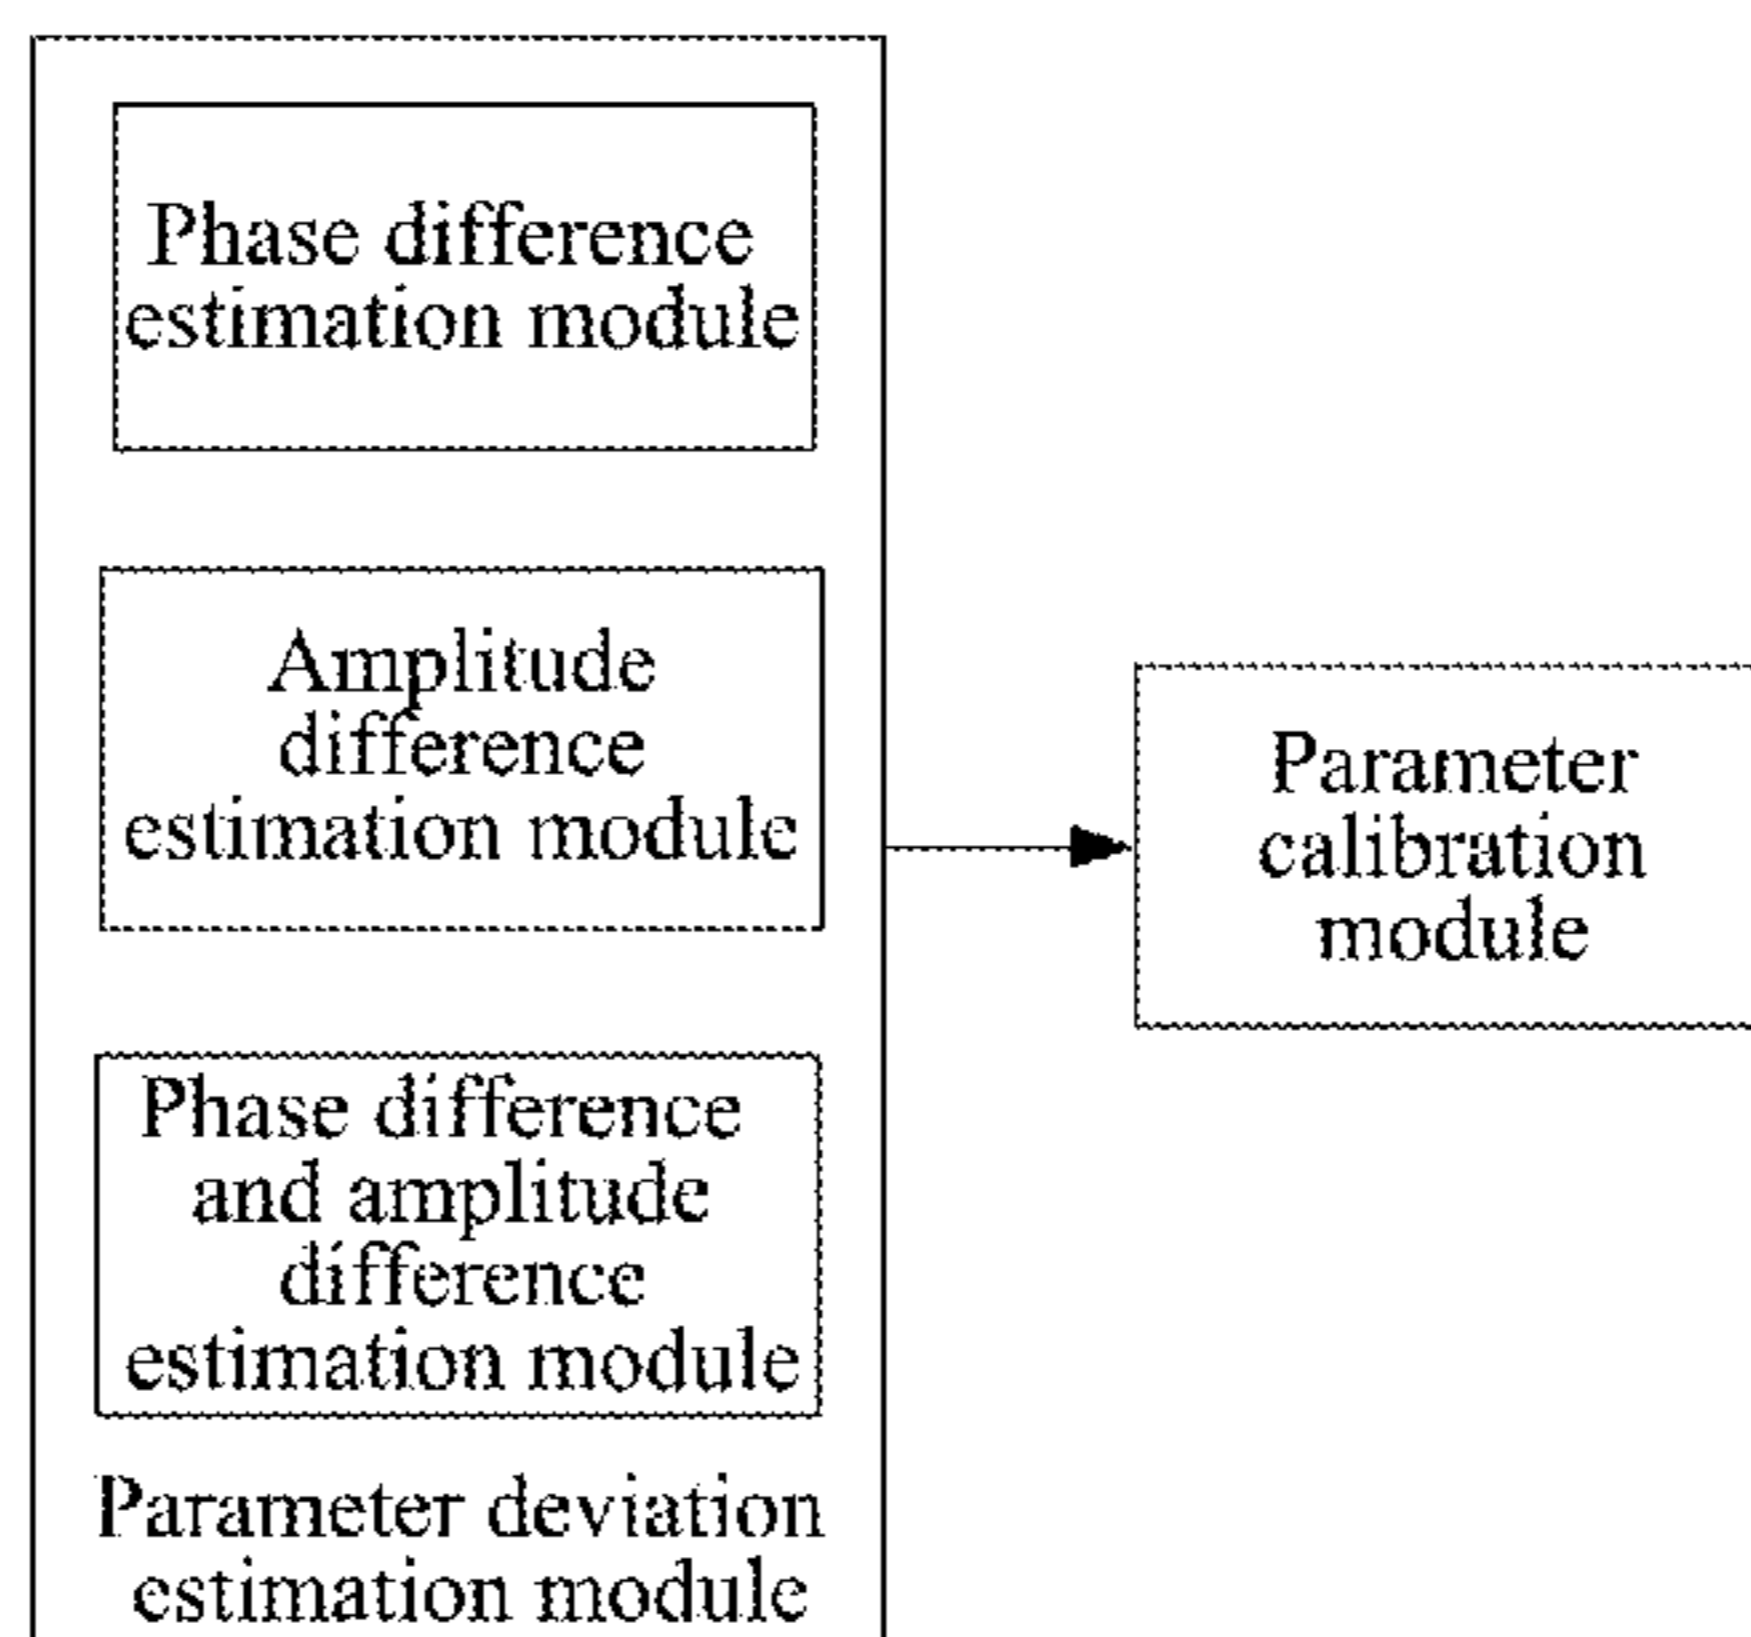 Phase difference
estimation module
Amplitude
difference
estimation module
Phase difference
and amplitude
difference
estimation module
Parameter deviation
estimation module
Parameter
calibration
module